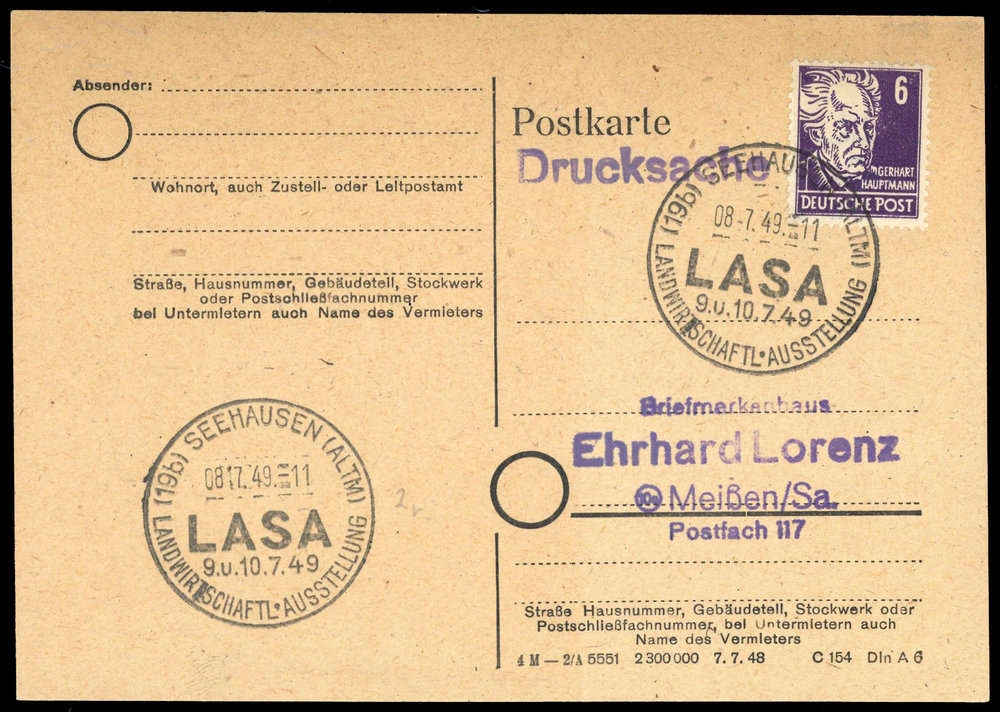 Absender:
Wohnort, auch Zustell- oder Leitpostamt
Straße, Hausnummer, Gebäudeteil, Stockwerk
oder Postschließfachnummer
bei Untermietern auch Name des Vermieters
(19b) SEEHAUSEN (ALTM)
0817.49.-11
LASA
9.u.10.7.49
LANDWIRTSCHAFTL·AUSSTELLUNG
Postkarte
Drucksache
6
GERHART
HAUPTMANN
DEUTSCHE POST
(19b) SEEHAUSEN (ALTM)
08-7.49.-11
LASA
9.u.10.7.49
LANDWIRTSCHAFTL·AUSSTELLUNG
Briefmarkenhaus
Ehrhard Lorenz
10a Meißen/Sa.
Postfach 117
Straße Hausnummer, Gebäudeteil, Stockwerk oder
Postschließfachnummer, bei Untermietern auch
Name des Vermieters
4 M — 2/A 5551 2 300 000 7. 7. 48 C 154 Din A 6